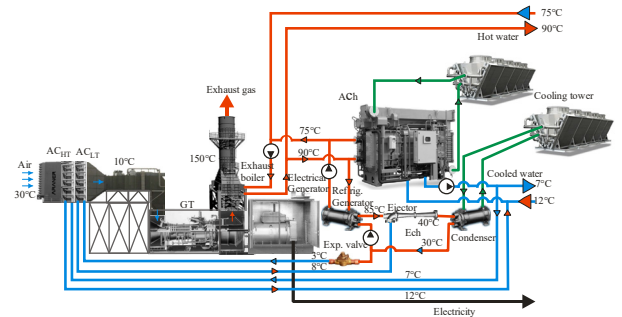 75℃
90℃
Hot water
Exhaust gas
ACh
Cooling tower
75℃
AC_HT AC_LT
10℃
150℃
90℃
Exhaust
boiler
Air
30℃
Electrical
Generator
Refrig.
Generator
Cooled water
7℃
12℃
GT
85℃
Ejector
40℃
Ech
Condenser
30℃
Exp. valve
3℃
8℃
7℃
12℃
Electricity